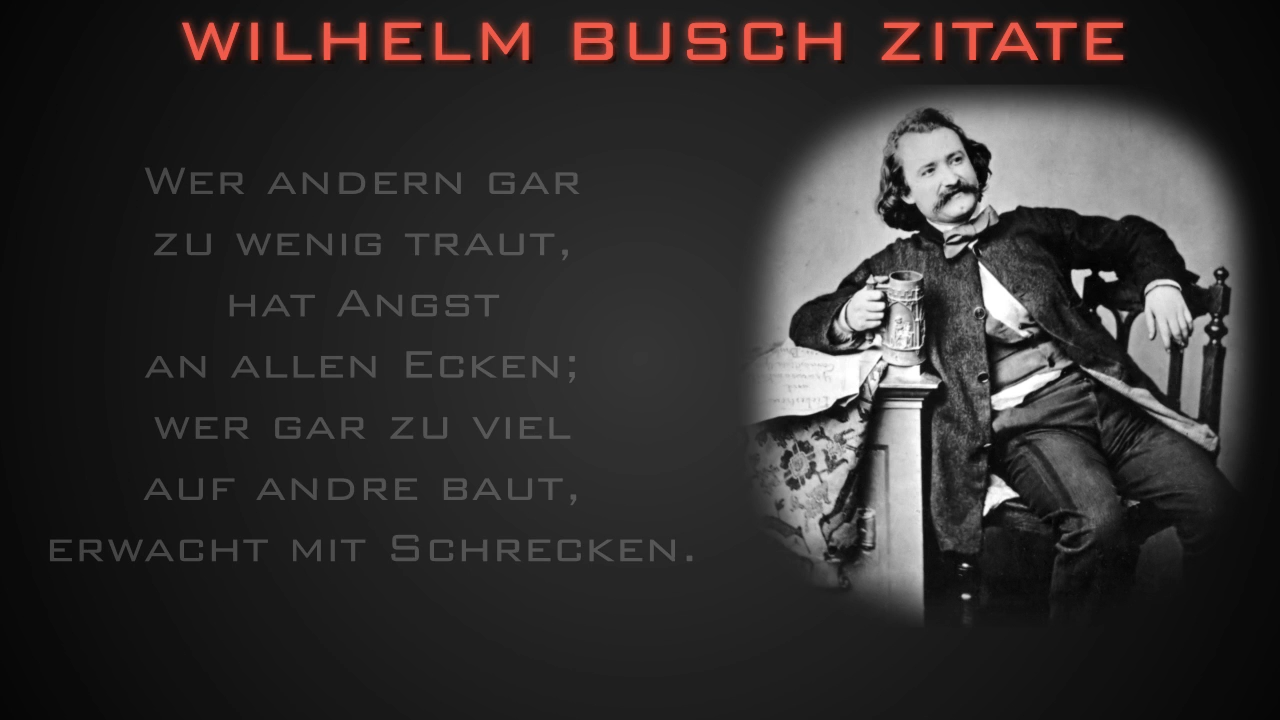 WILHELM BUSCH ZITATE
WER ANDERN GAR
ZU WENIG TRAUT,
HAT ANGST
AN ALLEN ECKEN;
WER GAR ZU VIEL
AUF ANDRE BAUT,
ERWACHT MIT SCHRECKEN.